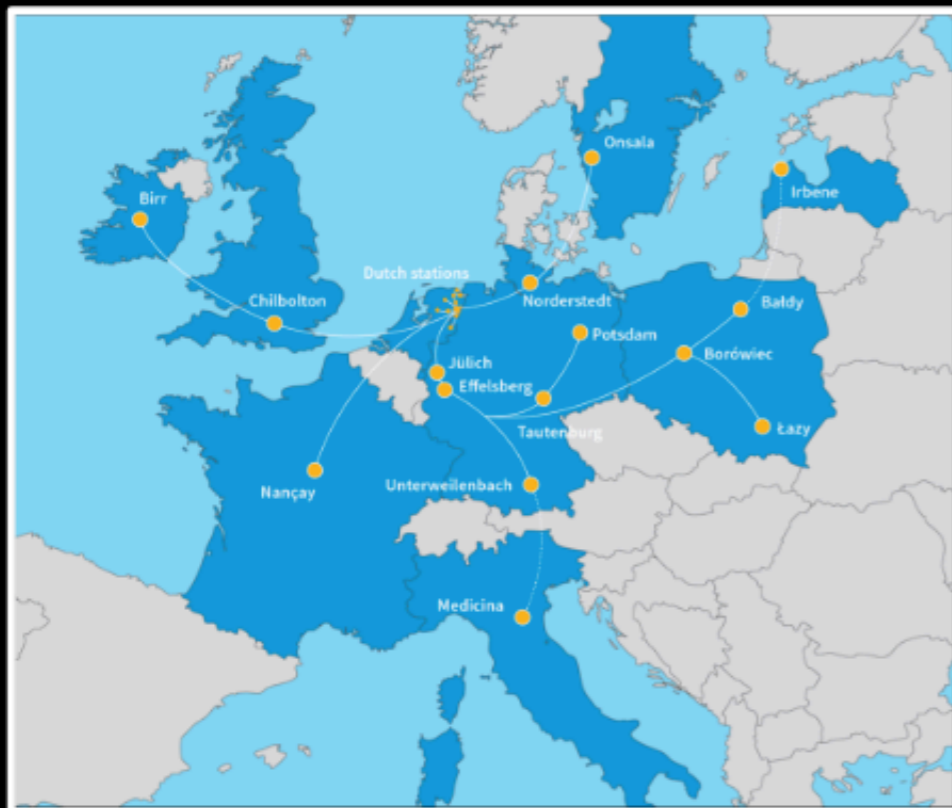 Onsala
Irbene
Birr
Dutch stations
Chilbolton
Norderstedt
Bałdy
Potsdam
Borówiec
Jülich
Effelsberg
Tautenburg
Łazy
Unterweilenbach
Nançay
Medicina